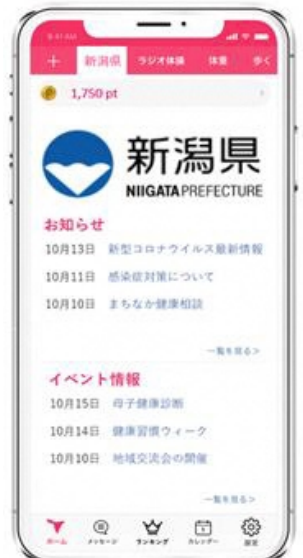 9:41 AM
新潟県 ラジオ体操 体重 歩く
1,750 pt
新潟県
NIIGATA PREFECTURE
お知らせ
10月13日 新型コロナウイルス最新情報
10月11日 感染症対策について
10月10日 まちなか健康相談
一覧を見る>
イベント情報
10月15日 母子健康診断
10月14日 健康習慣ウィーク
10月10日 地域交流会の開催
一覧を見る>
ホーム メッセージ ランキング カレンダー 設定